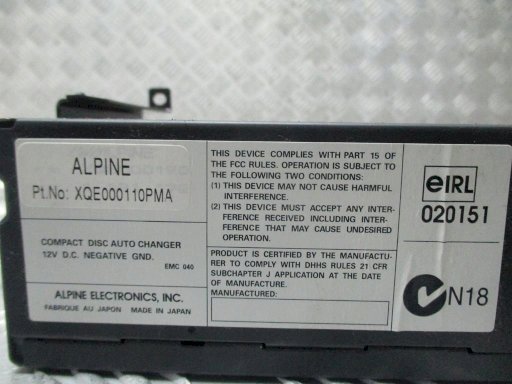 ALPINE
Pt.No: XQE000110PMA
COMPACT DISC AUTO CHANGER
12V D.C. NEGATIVE GND.
EMC 040
ALPINE ELECTRONICS, INC.
FABRIQUE AU JAPON MADE IN JAPAN
THIS DEVICE COMPLIES WITH PART 15 OF
THE FCC RULES. OPERATION IS SUBJECT TO
THE FOLLOWING TWO CONDITIONS:
(1) THIS DEVICE MAY NOT CAUSE HARMFUL
INTERFERENCE.
(2) THIS DEVICE MUST ACCEPT ANY INTER-
FERENCE RECEIVED INCLUDING INTER-
FERENCE THAT MAY CAUSE UNDESIRED
OPERATION.
PRODUCT IS CERTIFIED BY THE MANUFACTU-
RER TO COMPLY WITH DHHS RULES 21 CFR
SUBCHAPTER J APPLICATION AT THE DATE
OF MANUFACTURE.
MANUFACTURED:
eIRL
020151
N18